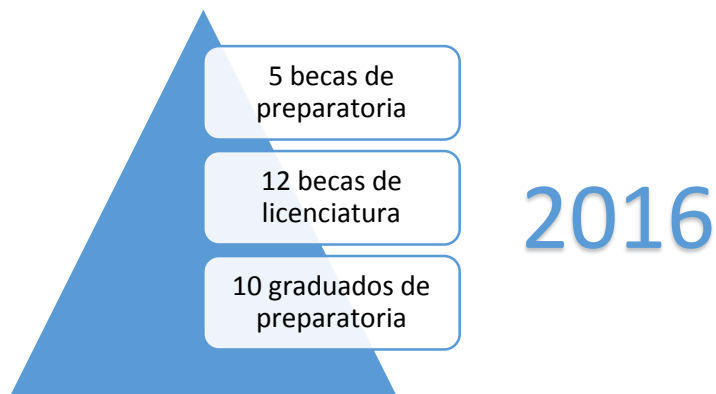 5 becas de
preparatoria
12 becas de
licenciatura
10 graduados de
preparatoria
2016